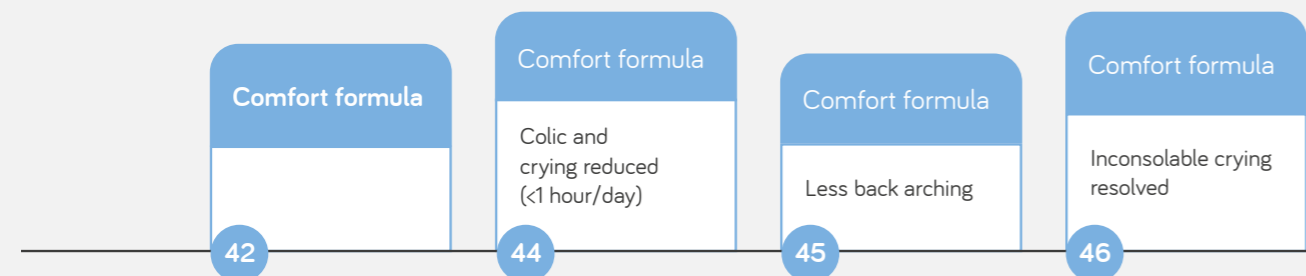 Comfort formula
42
Comfort formula
Colic and
crying reduced
(<1 hour/day)
44
Comfort formula
Less back arching
45
Comfort formula
Inconsolable crying
resolved
46